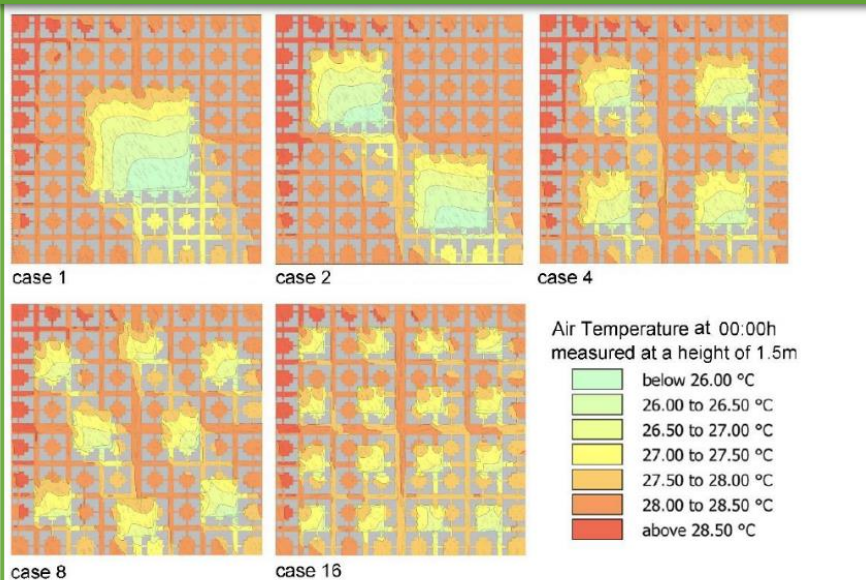 case 1
case 2
case 4
case 8
case 16
Air Temperature at 00:00h
measured at a height of 1.5m
below 26.00 °C
26.00 to 26.50 °C
26.50 to 27.00 °C
27.00 to 27.50 °C
27.50 to 28.00 °C
28.00 to 28.50 °C
above 28.50 °C